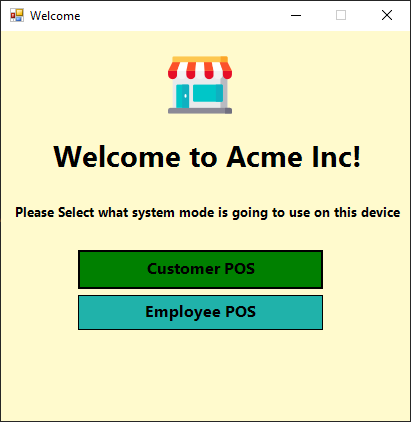 Welcome
Welcome to Acme Inc!
Please Select what system mode is going to use on this device
Customer POS
Employee POS